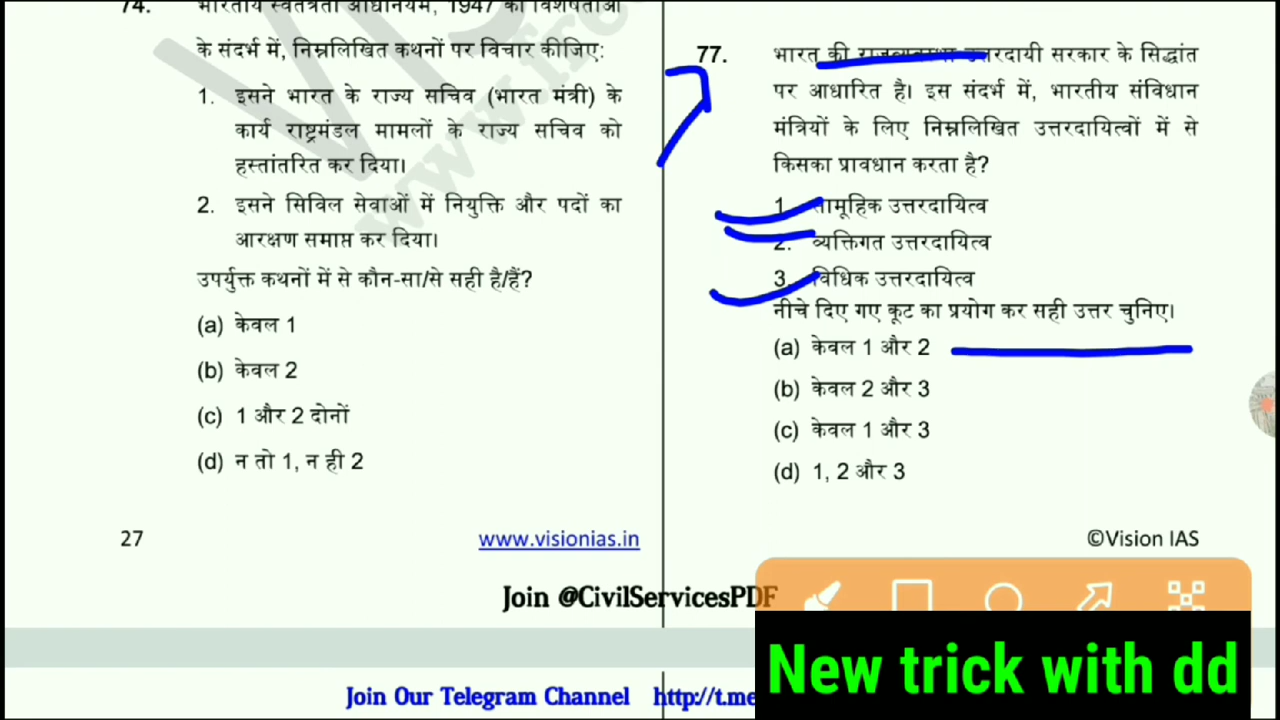 74. भारतीय स्वतंत्रता अधिनियम, 1947 की विशेषताओं
के संदर्भ में, निम्नलिखित कथनों पर विचार कीजिए:
1. इसने भारत के राज्य सचिव (भारत मंत्री) के
कार्य राष्ट्रमंडल मामलों के राज्य सचिव को
हस्तांतरित कर दिया।
2. इसने सिविल सेवाओं में नियुक्ति और पदों का
आरक्षण समाप्त कर दिया।
उपर्युक्त कथनों में से कौन-सा/से सही है/हैं?
(a) केवल 1
(b) केवल 2
(c) 1 और 2 दोनों
(d) न तो 1, न ही 2
77. भारत की राजव्यवस्था उत्तरदायी सरकार के सिद्धांत
पर आधारित है। इस संदर्भ में, भारतीय संविधान
मंत्रियों के लिए निम्नलिखित उत्तरदायित्वों में से
किसका प्रावधान करता है?
1. सामूहिक उत्तरदायित्व
2. व्यक्तिगत उत्तरदायित्व
3. विधिक उत्तरदायित्व
नीचे दिए गए कूट का प्रयोग कर सही उत्तर चुनिए।
(a) केवल 1 और 2
(b) केवल 2 और 3
(c) केवल 1 और 3
(d) 1, 2 और 3
27 www.visionias.in ©Vision IAS
Join @CivilServicesPDF
New trick with dd
Join Our Telegram Channel http://t.me